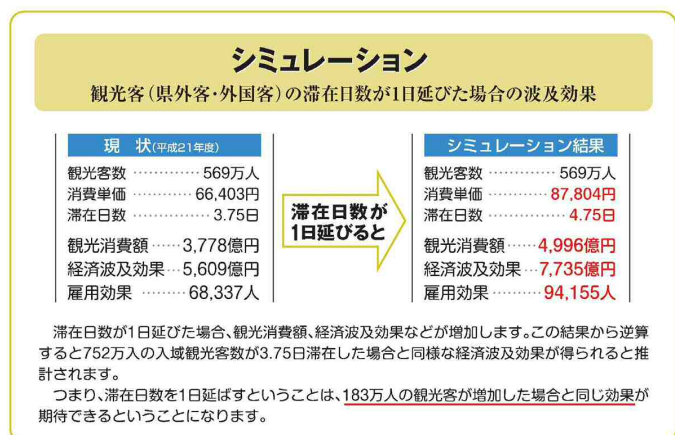 シミュレーション
観光客(県外客・外国客)の滞在日数が1日延びた場合の波及効果
現 状(平成21年度)
観光客数 ………… 569万人
消費単価 ……… 66,403円
滞在日数 ………… 3.75日
観光消費額 …… 3,778億円
経済波及効果 … 5,609億円
雇用効果 ……… 68,337人
滞在日数が
1日延びると
シミュレーション結果
観光客数 ………… 569万人
消費単価 ……… 87,804円
滞在日数 ………… 4.75日
観光消費額 …… 4,996億円
経済波及効果 … 7,735億円
雇用効果 ……… 94,155人
滞在日数が1日延びた場合、観光消費額、経済波及効果などが増加します。この結果から逆算
すると752万人の入域観光客数が3.75日滞在した場合と同様な経済波及効果が得られると推
計されます。
つまり、滞在日数を1日延ばすということは、183万人の観光客が増加した場合と同じ効果が
期待できるということになります。